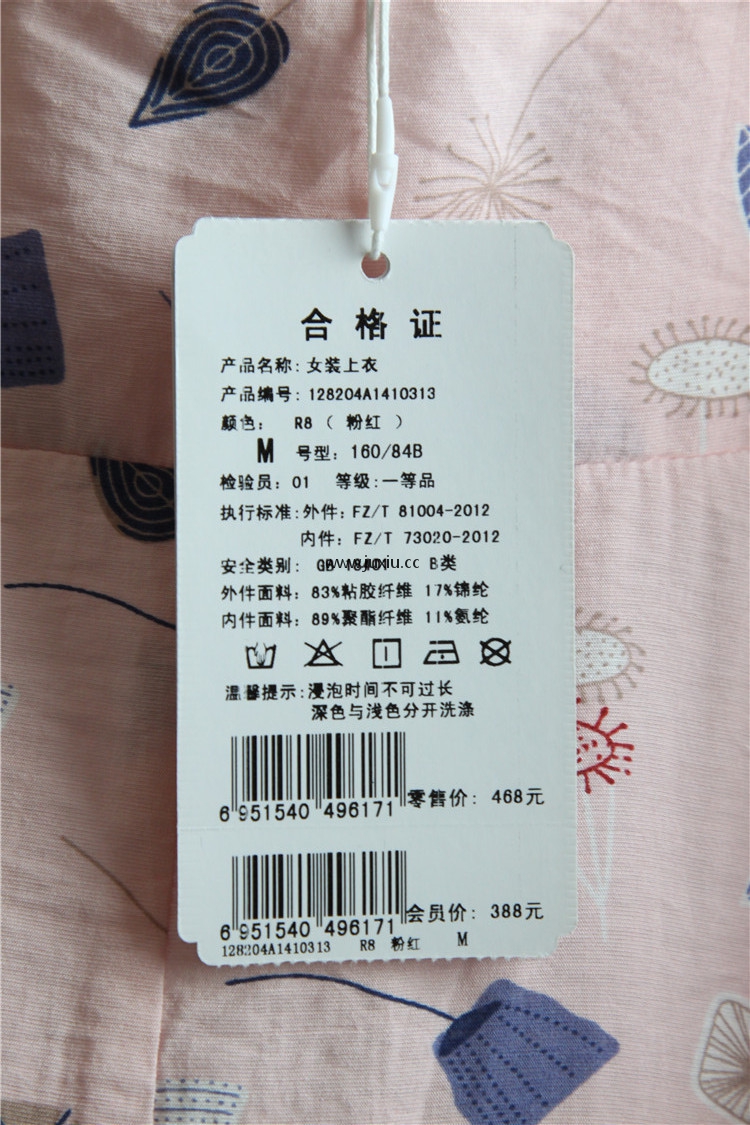 合格证
产品名称: 女装上衣
产品编号: 128204A1410313
颜色: R8 ( 粉红 )
M 号型: 160/84B
检验员: 01 等级: 一等品
执行标准: 外件: FZ/T 81004-2012
内件: FZ/T 73020-2012
安全类别: GB B类
www.juxiu.cc
外件面料: 83%粘胶纤维 17%锦纶
内件面料: 89%聚酯纤维 11%氨纶
温馨提示: 浸泡时间不可过长
深色与浅色分开洗涤
6 951540 496171 零售价: 468元
6 951540 496171 会员价: 388元
128204A1410313 R8 粉红 M